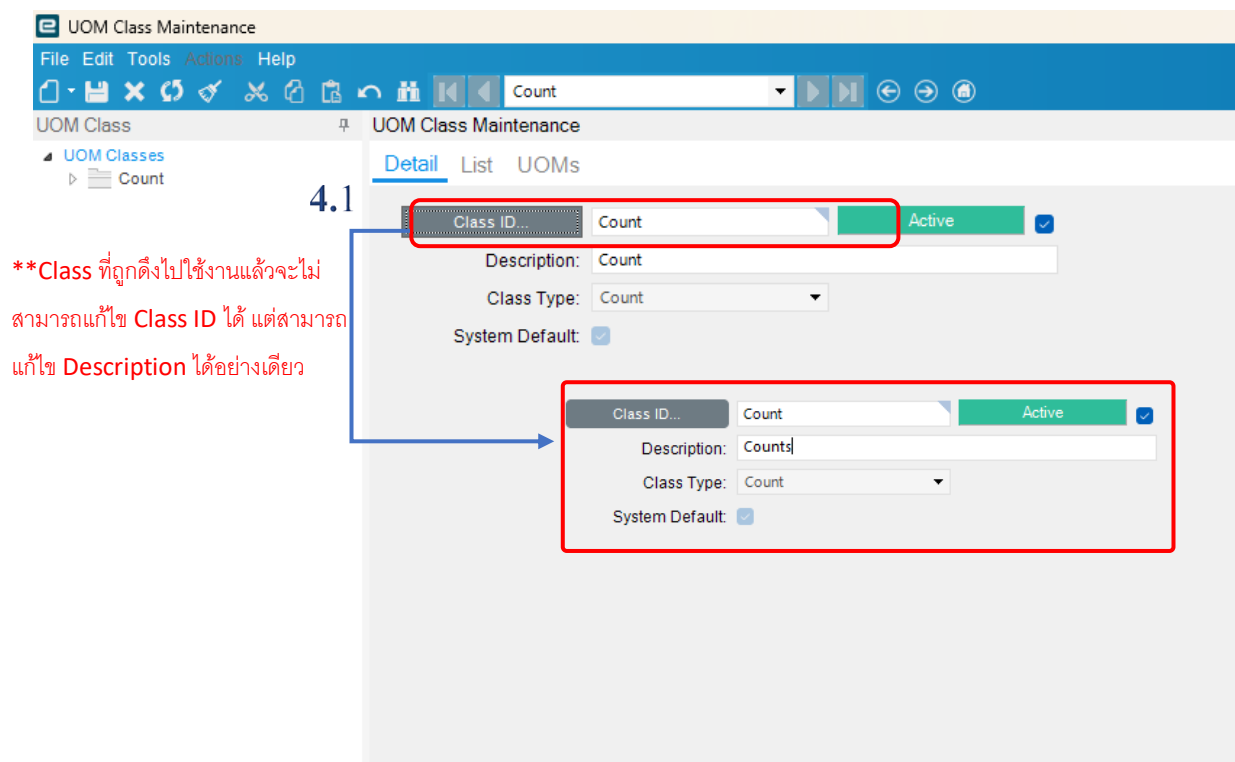 UOM Class Maintenance
File Edit Tools Actions Help
Count
UOM Class
UOM Class Maintenance
UOM Classes
Count
Detail List UOMs
4.1
Class ID... Count Active
Description: Count
Class Type: Count
System Default:
**Class ที่ถูกดึงไปใช้งานแล้วจะไม่
สามารถแก้ไข Class ID ได้ แต่สามารถ
แก้ไข Description ได้อย่างเดียว
Class ID... Count Active
Description: Counts
Class Type: Count
System Default: